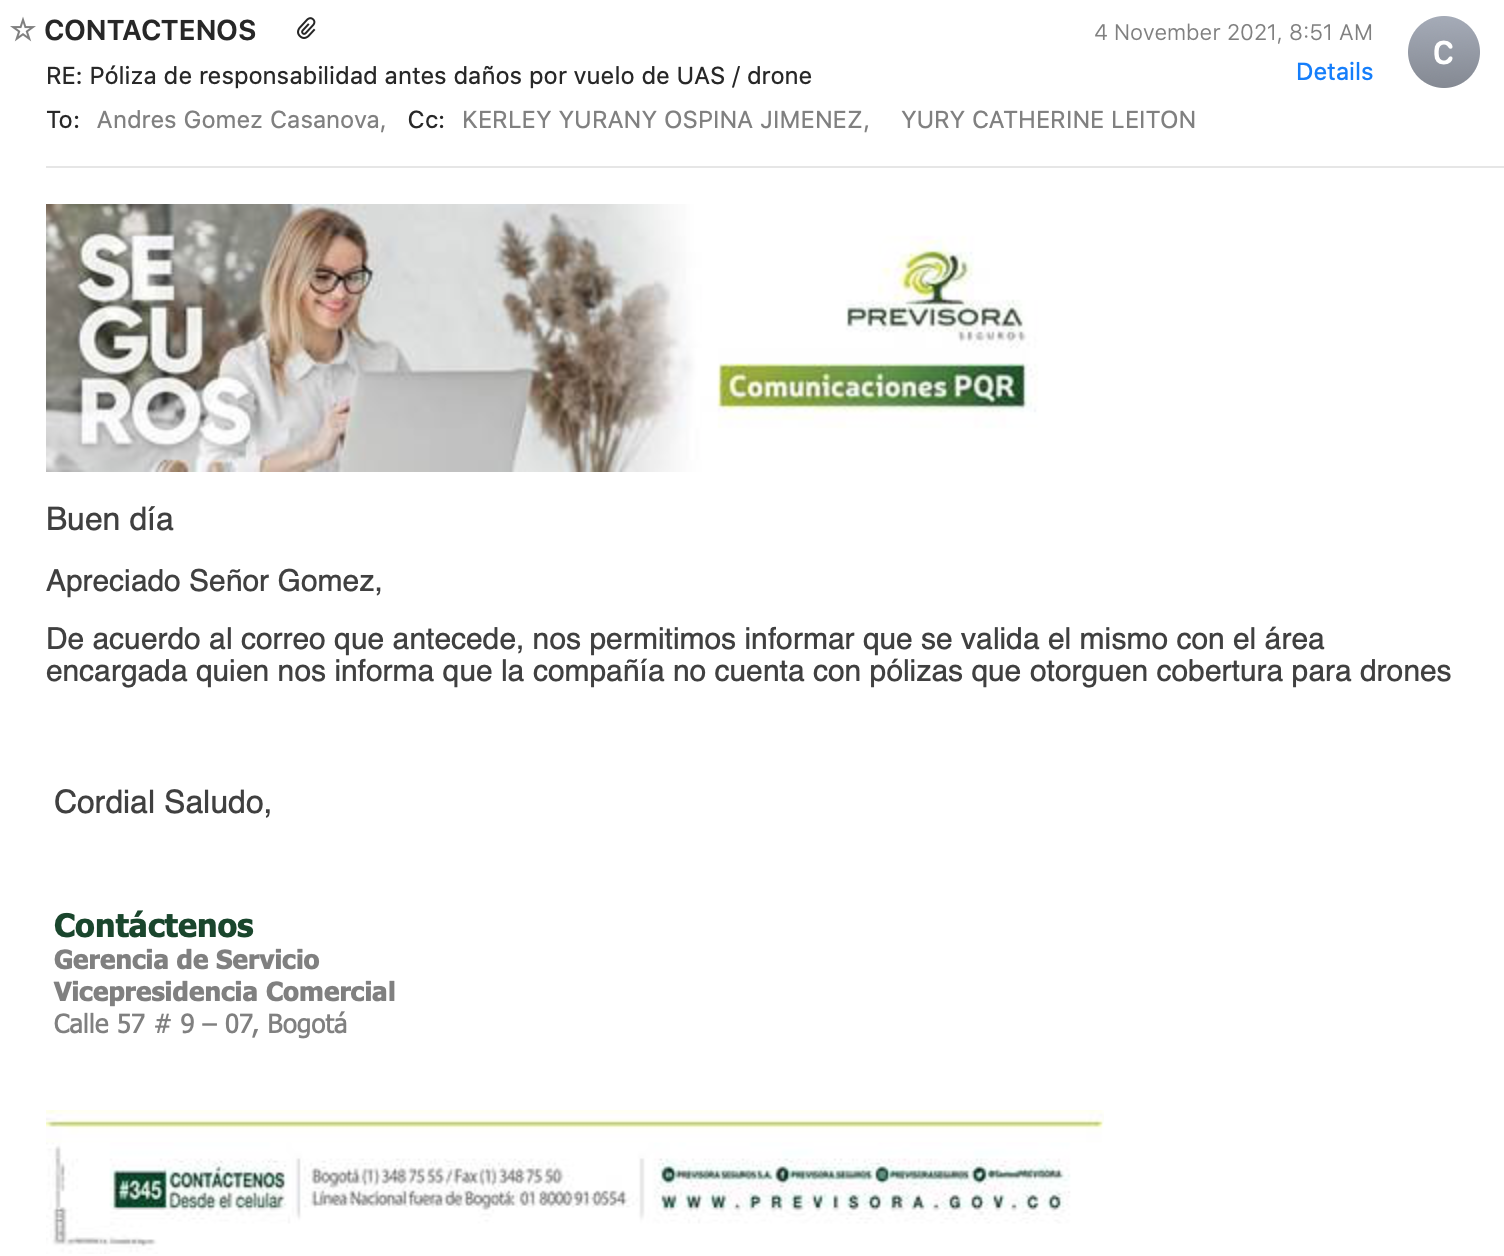 CONTACTENOS
4 November 2021, 8:51 AM
C
RE: Póliza de responsabilidad antes daños por vuelo de UAS / drone
Details
To: Andres Gomez Casanova, Cc: KERLEY YURANY OSPINA JIMENEZ, YURY CATHERINE LEITON
SE
GU
ROS
PREVISORA
SEGUROS
Comunicaciones PQR
Buen día
Apreciado Señor Gomez,
De acuerdo al correo que antecede, nos permitimos informar que se valida el mismo con el área
encargada quien nos informa que la compañía no cuenta con pólizas que otorguen cobertura para drones
Cordial Saludo,
Contáctenos
Gerencia de Servicio
Vicepresidencia Comercial
Calle 57 # 9 – 07, Bogotá
#345 CONTÁCTENOS
Desde el celular
Bogotá (1) 348 75 55 / Fax (1) 348 75 50
Línea Nacional fuera de Bogotá: 01 8000 91 0554
PREVISORA SEGUROS S.A. PREVISORA SEGUROS PREVISORASEGUROS
WWW.PREVISORA.GOV.CO